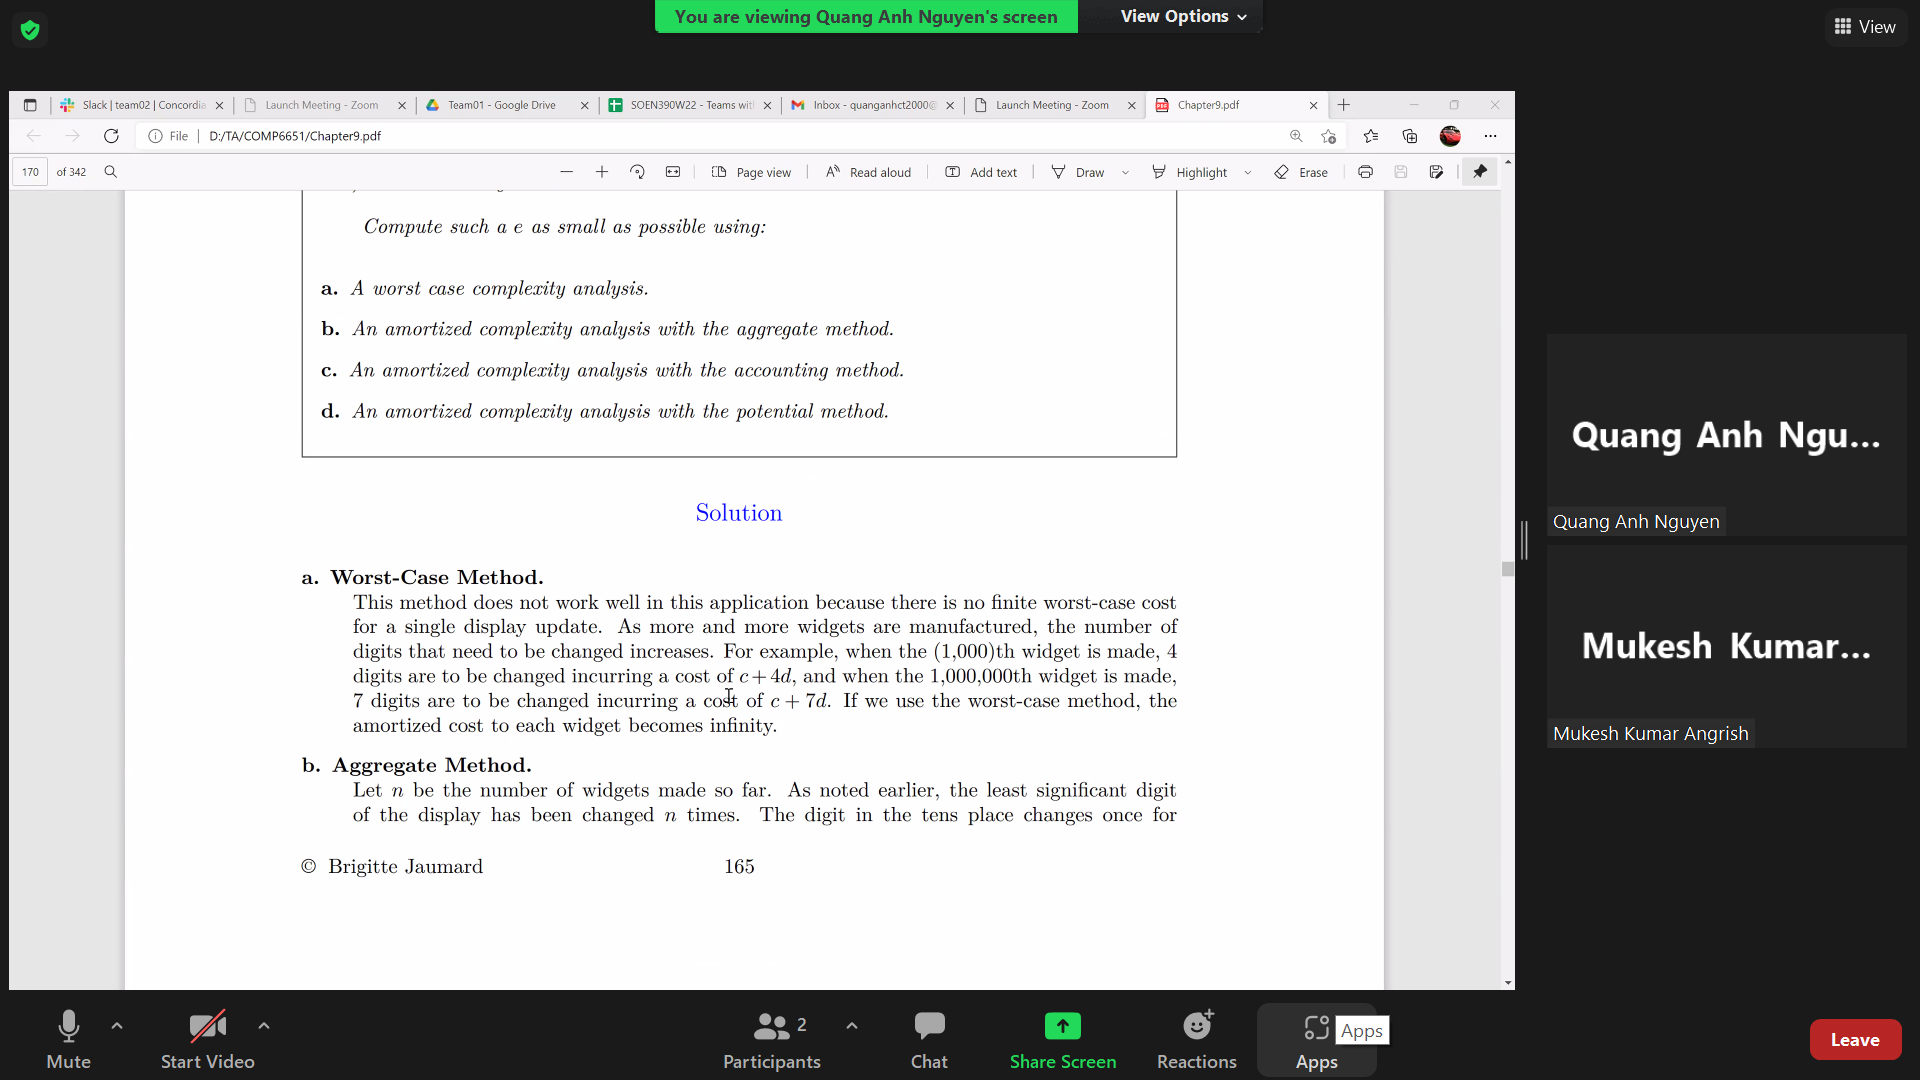 You are viewing Quang Anh Nguyen's screen
View Options
View
Slack | team02 | Concordia
Launch Meeting - Zoom
Team01 - Google Drive
SOEN390W22 - Teams wit
Inbox - quanganhct2000@
Launch Meeting - Zoom
Chapter9.pdf
File
D:/TA/COMP6651/Chapter9.pdf
170 of 342
Page view
Read aloud
Add text
Draw
Highlight
Erase
Compute such a e as small as possible using:
a. A worst case complexity analysis.
b. An amortized complexity analysis with the aggregate method.
c. An amortized complexity analysis with the accounting method.
d. An amortized complexity analysis with the potential method.
Solution
a. Worst-Case Method.
This method does not work well in this application because there is no finite worst-case cost
for a single display update. As more and more widgets are manufactured, the number of
digits that need to be changed increases. For example, when the (1,000)th widget is made, 4
digits are to be changed incurring a cost of c + 4d, and when the 1,000,000th widget is made,
7 digits are to be changed incurring a cost of c + 7d. If we use the worst-case method, the
amortized cost to each widget becomes infinity.
b. Aggregate Method.
Let n be the number of widgets made so far. As noted earlier, the least significant digit
of the display has been changed n times. The digit in the tens place changes once for
© Brigitte Jaumard
165
Quang Anh Ngu...
Quang Anh Nguyen
Mukesh Kumar...
Mukesh Kumar Angrish
Mute
Start Video
2
Participants
Chat
Share Screen
Reactions
Apps
Apps
Leave